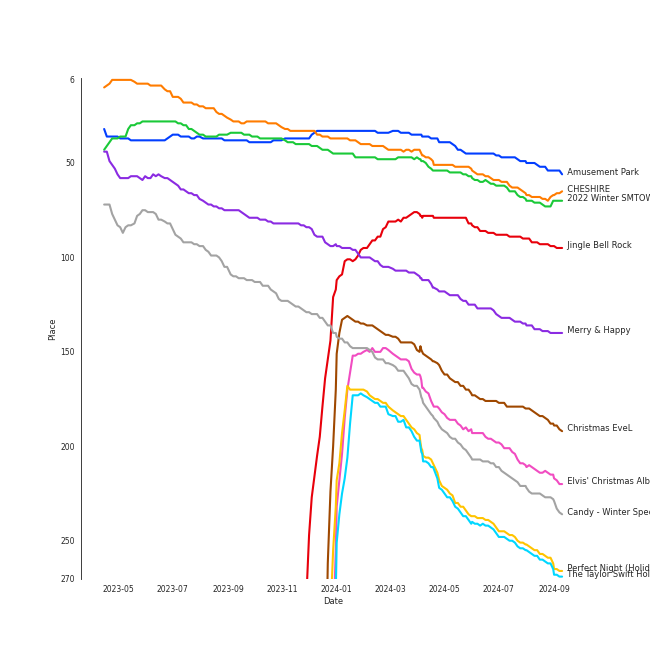 6
50
100
150
200
250
270
Place
2023-05
2023-07
2023-09
2023-11
2024-01
2024-03
2024-05
2024-07
2024-09
Date
Amusement Park
CHESHIRE
2022 Winter SMTOW
Jingle Bell Rock
Merry & Happy
Christmas EveL
Elvis' Christmas Alb
Candy - Winter Spec
Perfect Night (Holid
The Taylor Swift Hol